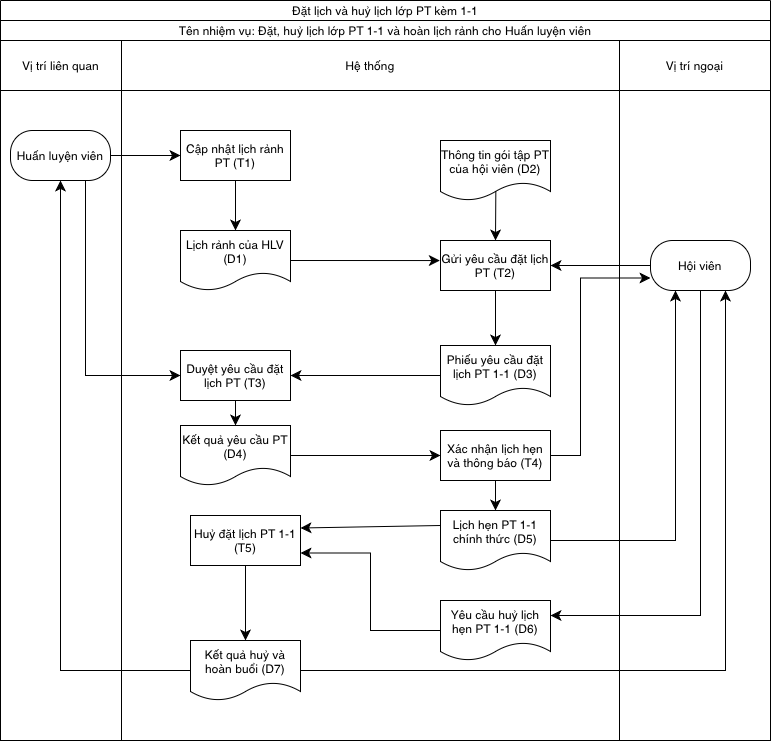 Đặt lịch và huỷ lịch lớp PT kèm 1-1
Tên nhiệm vụ: Đặt, huỷ lịch lớp PT 1-1 và hoàn lịch rảnh cho Huấn luyện viên
Vị trí liên quan
Hệ thống
Vị trí ngoại
Huấn luyện viên
Cập nhật lịch rảnh
PT (T1)
Thông tin gói tập PT
của hội viên (D2)
Lịch rảnh của HLV
(D1)
Gửi yêu cầu đặt lịch
PT (T2)
Hội viên
Duyệt yêu cầu đặt
lịch PT (T3)
Phiếu yêu cầu đặt
lịch PT 1-1 (D3)
Kết quả yêu cầu PT
(D4)
Xác nhận lịch hẹn
và thông báo (T4)
Huỷ đặt lịch PT 1-1
(T5)
Lịch hẹn PT 1-1
chính thức (D5)
Yêu cầu huỷ lịch
hẹn PT 1-1 (D6)
Kết quả huỷ và
hoàn buổi (D7)